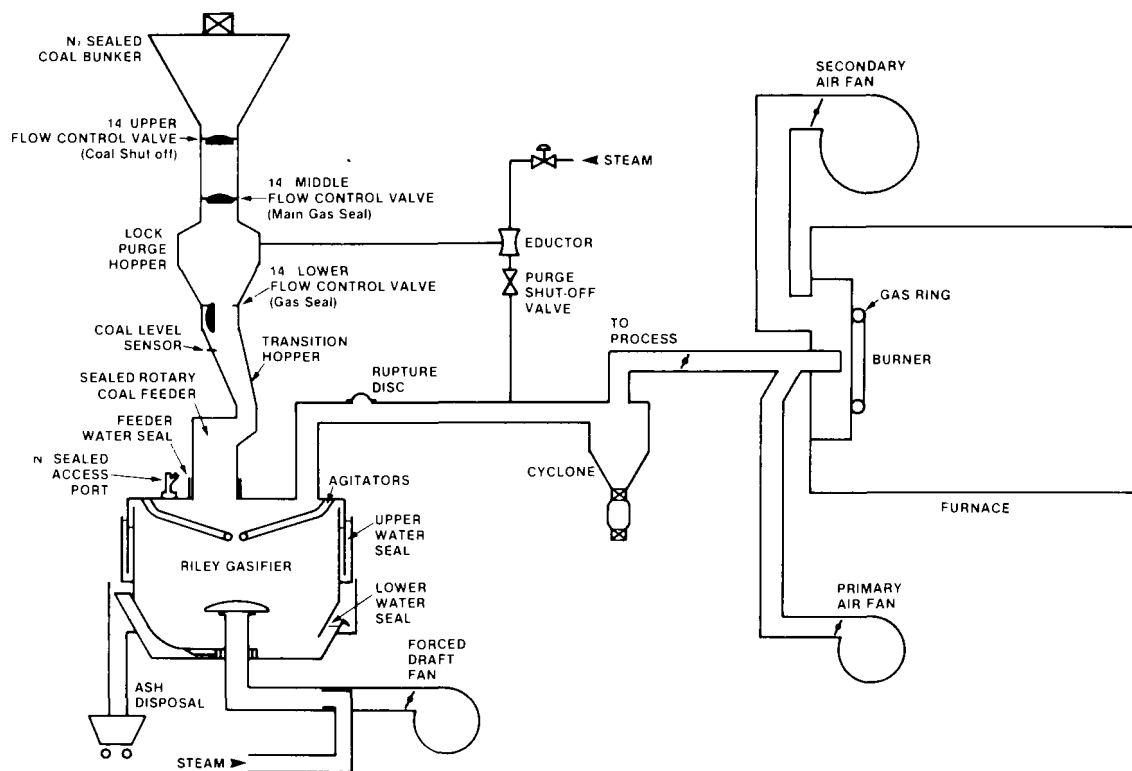 N₂ SEALED
COAL BUNKER
14 UPPER
FLOW CONTROL VALVE
(Coal Shut off)
14 MIDDLE
FLOW CONTROL VALVE
(Main Gas Seal)
LOCK
PURGE
HOPPER
14 LOWER
FLOW CONTROL VALVE
(Gas Seal)
COAL LEVEL
SENSOR
TRANSITION
HOPPER
SEALED ROTARY
COAL FEEDER
FEEDER
WATER SEAL
N SEALED
ACCESS
PORT
AGITATORS
UPPER
WATER
SEAL
RILEY GASIFIER
LOWER
WATER
SEAL
ASH
DISPOSAL
STEAM
FORCED
DRAFT
FAN
RUPTURE
DISC
STEAM
EDUCTOR
PURGE
SHUT-OFF
VALVE
CYCLONE
TO
PROCESS
SECONDARY
AIR FAN
GAS RING
BURNER
FURNACE
PRIMARY
AIR FAN